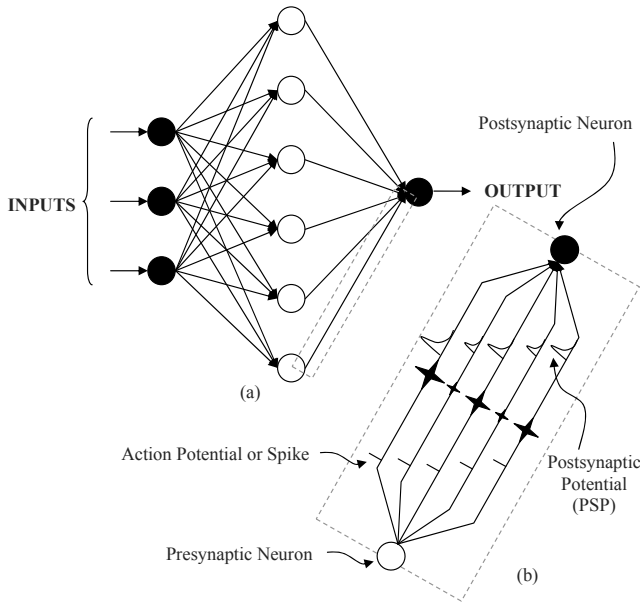 Postsynaptic Neuron
INPUTS
OUTPUT
(a)
Action Potential or Spike
Postsynaptic
Potential
(PSP)
Presynaptic Neuron
(b)